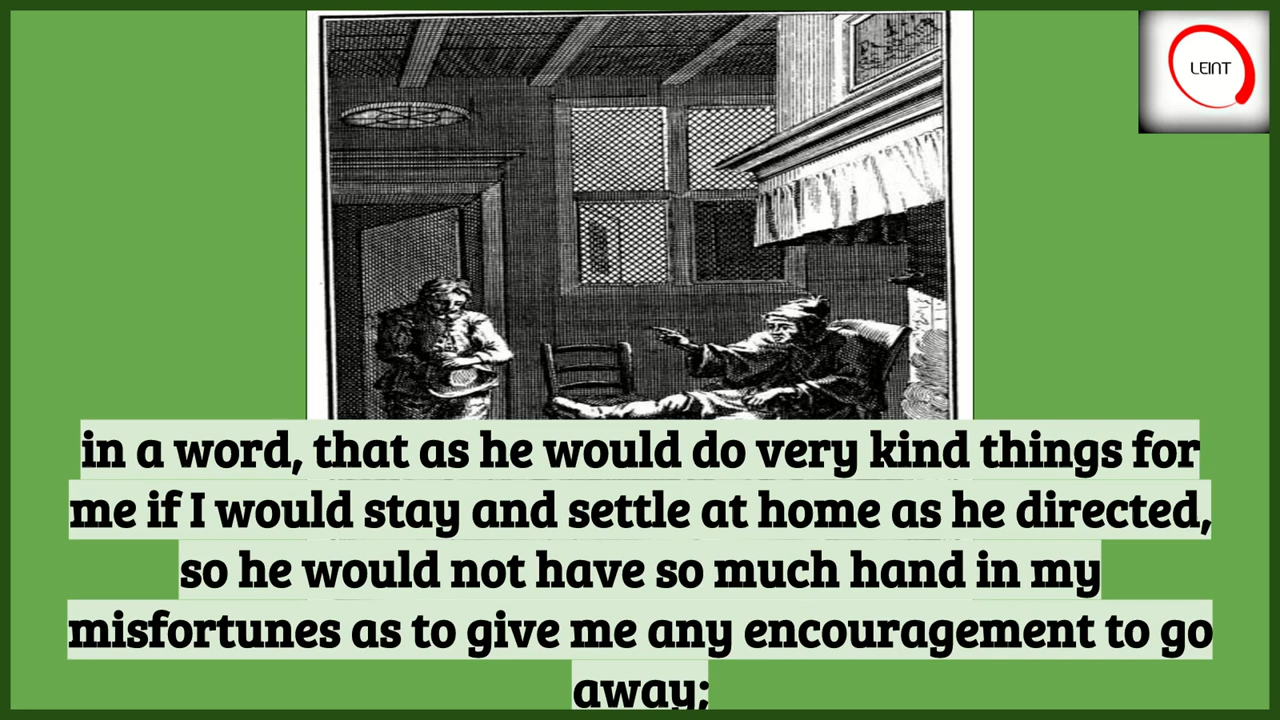 LEINT
in a word, that as he would do very kind things for
me if I would stay and settle at home as he directed,
so he would not have so much hand in my
misfortunes as to give me any encouragement to go
away;